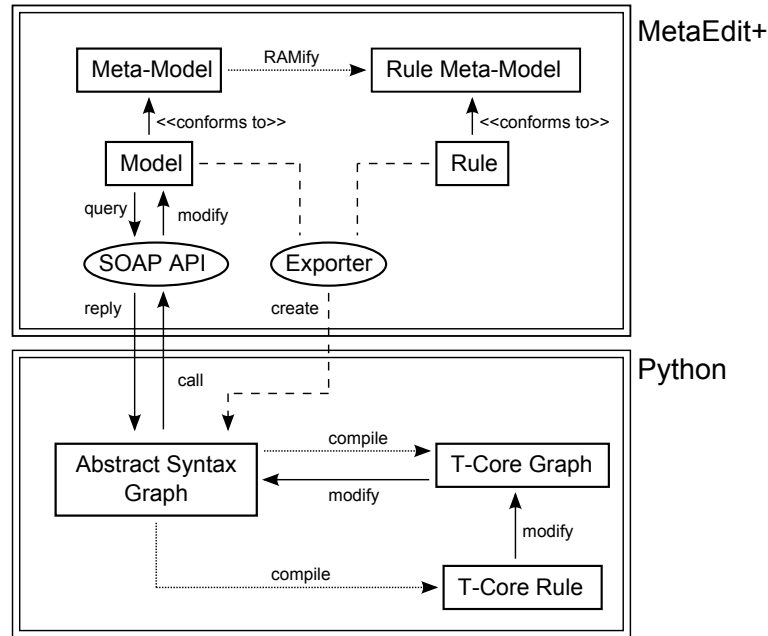 MetaEdit+
Meta-Model
RAMify
Rule Meta-Model
<<conforms to>>
<<conforms to>>
Model
Rule
query
modify
SOAP API
Exporter
reply
create
Python
call
Abstract Syntax
Graph
compile
T-Core Graph
modify
modify
compile
T-Core Rule